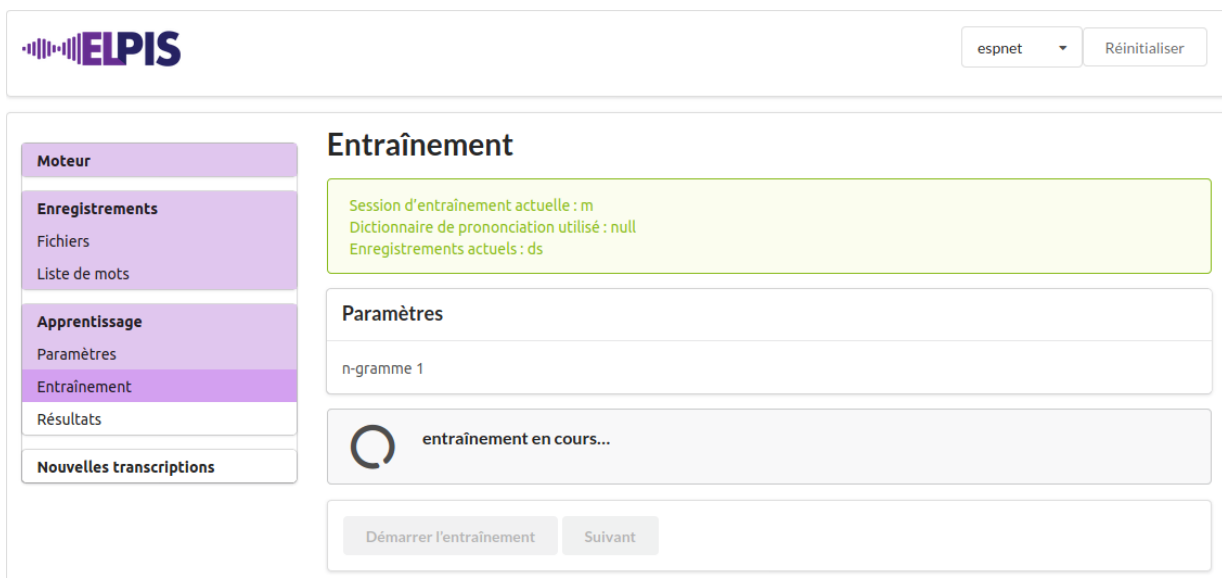 ELPIS
espnet
Réinitialiser
Moteur
Enregistrements
Fichiers
Liste de mots
Apprentissage
Paramètres
Entraînement
Résultats
Nouvelles transcriptions
Entraînement
Session d'entraînement actuelle : m
Dictionnaire de prononciation utilisé : null
Enregistrements actuels : ds
Paramètres
n-gramme 1
entraînement en cours...
Démarrer l'entraînement
Suivant